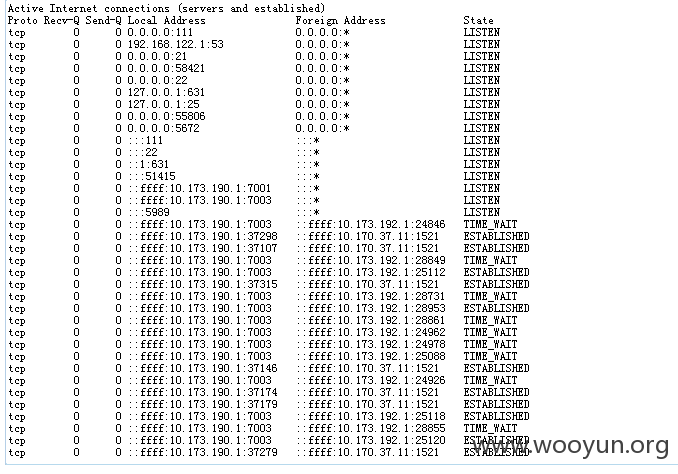 Active Internet connections (servers and established)
Proto Recv-Q Send-Q Local Address Foreign Address State
tcp 0 0 0.0.0.0:111 0.0.0.0:* LISTEN
tcp 0 0 192.168.122.1:53 0.0.0.0:* LISTEN
tcp 0 0 0.0.0.0:21 0.0.0.0:* LISTEN
tcp 0 0 0.0.0.0:58421 0.0.0.0:* LISTEN
tcp 0 0 0.0.0.0:22 0.0.0.0:* LISTEN
tcp 0 0 127.0.0.1:631 0.0.0.0:* LISTEN
tcp 0 0 127.0.0.1:25 0.0.0.0:* LISTEN
tcp 0 0 0.0.0.0:55806 0.0.0.0:* LISTEN
tcp 0 0 0.0.0.0:5672 0.0.0.0:* LISTEN
tcp 0 0 :::111 :::* LISTEN
tcp 0 0 :::22 :::* LISTEN
tcp 0 0 ::1:631 :::* LISTEN
tcp 0 0 :::51415 :::* LISTEN
tcp 0 0 ::ffff:10.173.190.1:7001 :::* LISTEN
tcp 0 0 ::ffff:10.173.190.1:7003 :::* LISTEN
tcp 0 0 :::5989 :::* LISTEN
tcp 0 0 ::ffff:10.173.190.1:7003 ::ffff:10.173.192.1:24846 TIME_WAIT
tcp 0 0 ::ffff:10.173.190.1:37298 ::ffff:10.170.37.11:1521 ESTABLISHED
tcp 0 0 ::ffff:10.173.190.1:37107 ::ffff:10.170.37.11:1521 ESTABLISHED
tcp 0 0 ::ffff:10.173.190.1:7003 ::ffff:10.173.192.1:28849 TIME_WAIT
tcp 0 0 ::ffff:10.173.190.1:7003 ::ffff:10.173.192.1:25112 ESTABLISHED
tcp 0 0 ::ffff:10.173.190.1:37315 ::ffff:10.170.37.11:1521 ESTABLISHED
tcp 0 0 ::ffff:10.173.190.1:7003 ::ffff:10.173.192.1:28731 TIME_WAIT
tcp 0 0 ::ffff:10.173.190.1:7003 ::ffff:10.173.192.1:28953 ESTABLISHED
tcp 0 0 ::ffff:10.173.190.1:7003 ::ffff:10.173.192.1:28861 TIME_WAIT
tcp 0 0 ::ffff:10.173.190.1:7003 ::ffff:10.173.192.1:24962 TIME_WAIT
tcp 0 0 ::ffff:10.173.190.1:7003 ::ffff:10.173.192.1:24978 TIME_WAIT
tcp 0 0 ::ffff:10.173.190.1:7003 ::ffff:10.173.192.1:25088 TIME_WAIT
tcp 0 0 ::ffff:10.173.190.1:37146 ::ffff:10.170.37.11:1521 ESTABLISHED
tcp 0 0 ::ffff:10.173.190.1:7003 ::ffff:10.173.192.1:24926 TIME_WAIT
tcp 0 0 ::ffff:10.173.190.1:37174 ::ffff:10.170.37.11:1521 ESTABLISHED
tcp 0 0 ::ffff:10.173.190.1:37179 ::ffff:10.170.37.11:1521 ESTABLISHED
tcp 0 0 ::ffff:10.173.190.1:7003 ::ffff:10.173.192.1:25118 ESTABLISHED
tcp 0 0 ::ffff:10.173.190.1:7003 ::ffff:10.173.192.1:28855 TIME_WAIT
tcp 0 0 ::ffff:10.173.190.1:7003 ::ffff:10.173.192.1:25120 ESTABLISHED
tcp 0 0 ::ffff:10.173.190.1:37279 ::ffff:10.170.37.11:1521 ESTABLISHED
www.wooyun.org